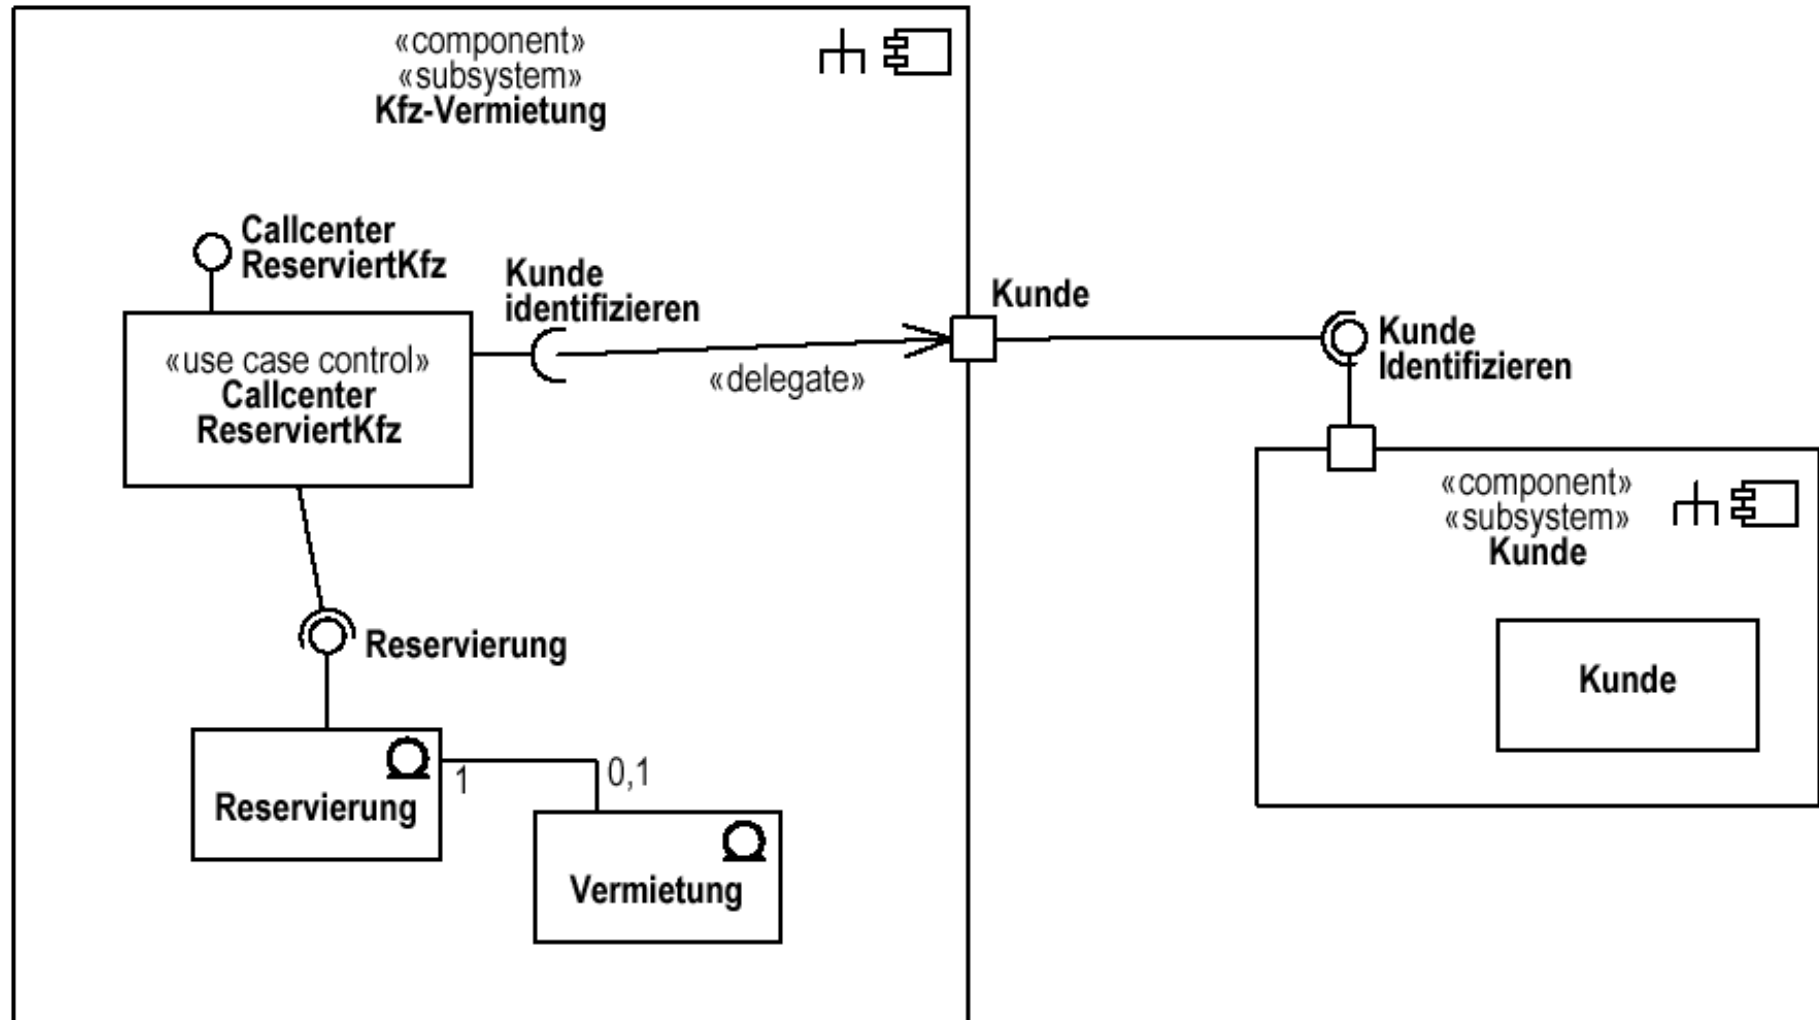 «component»
«subsystem»
Kfz-Vermietung
Callcenter
ReserviertKfz
Kunde
identifizieren
Kunde
«use case control»
Callcenter
ReserviertKfz
«delegate»
Kunde
Identifizieren
«component»
«subsystem»
Kunde
Kunde
Reservierung
Reservierung
1
0,1
Vermietung